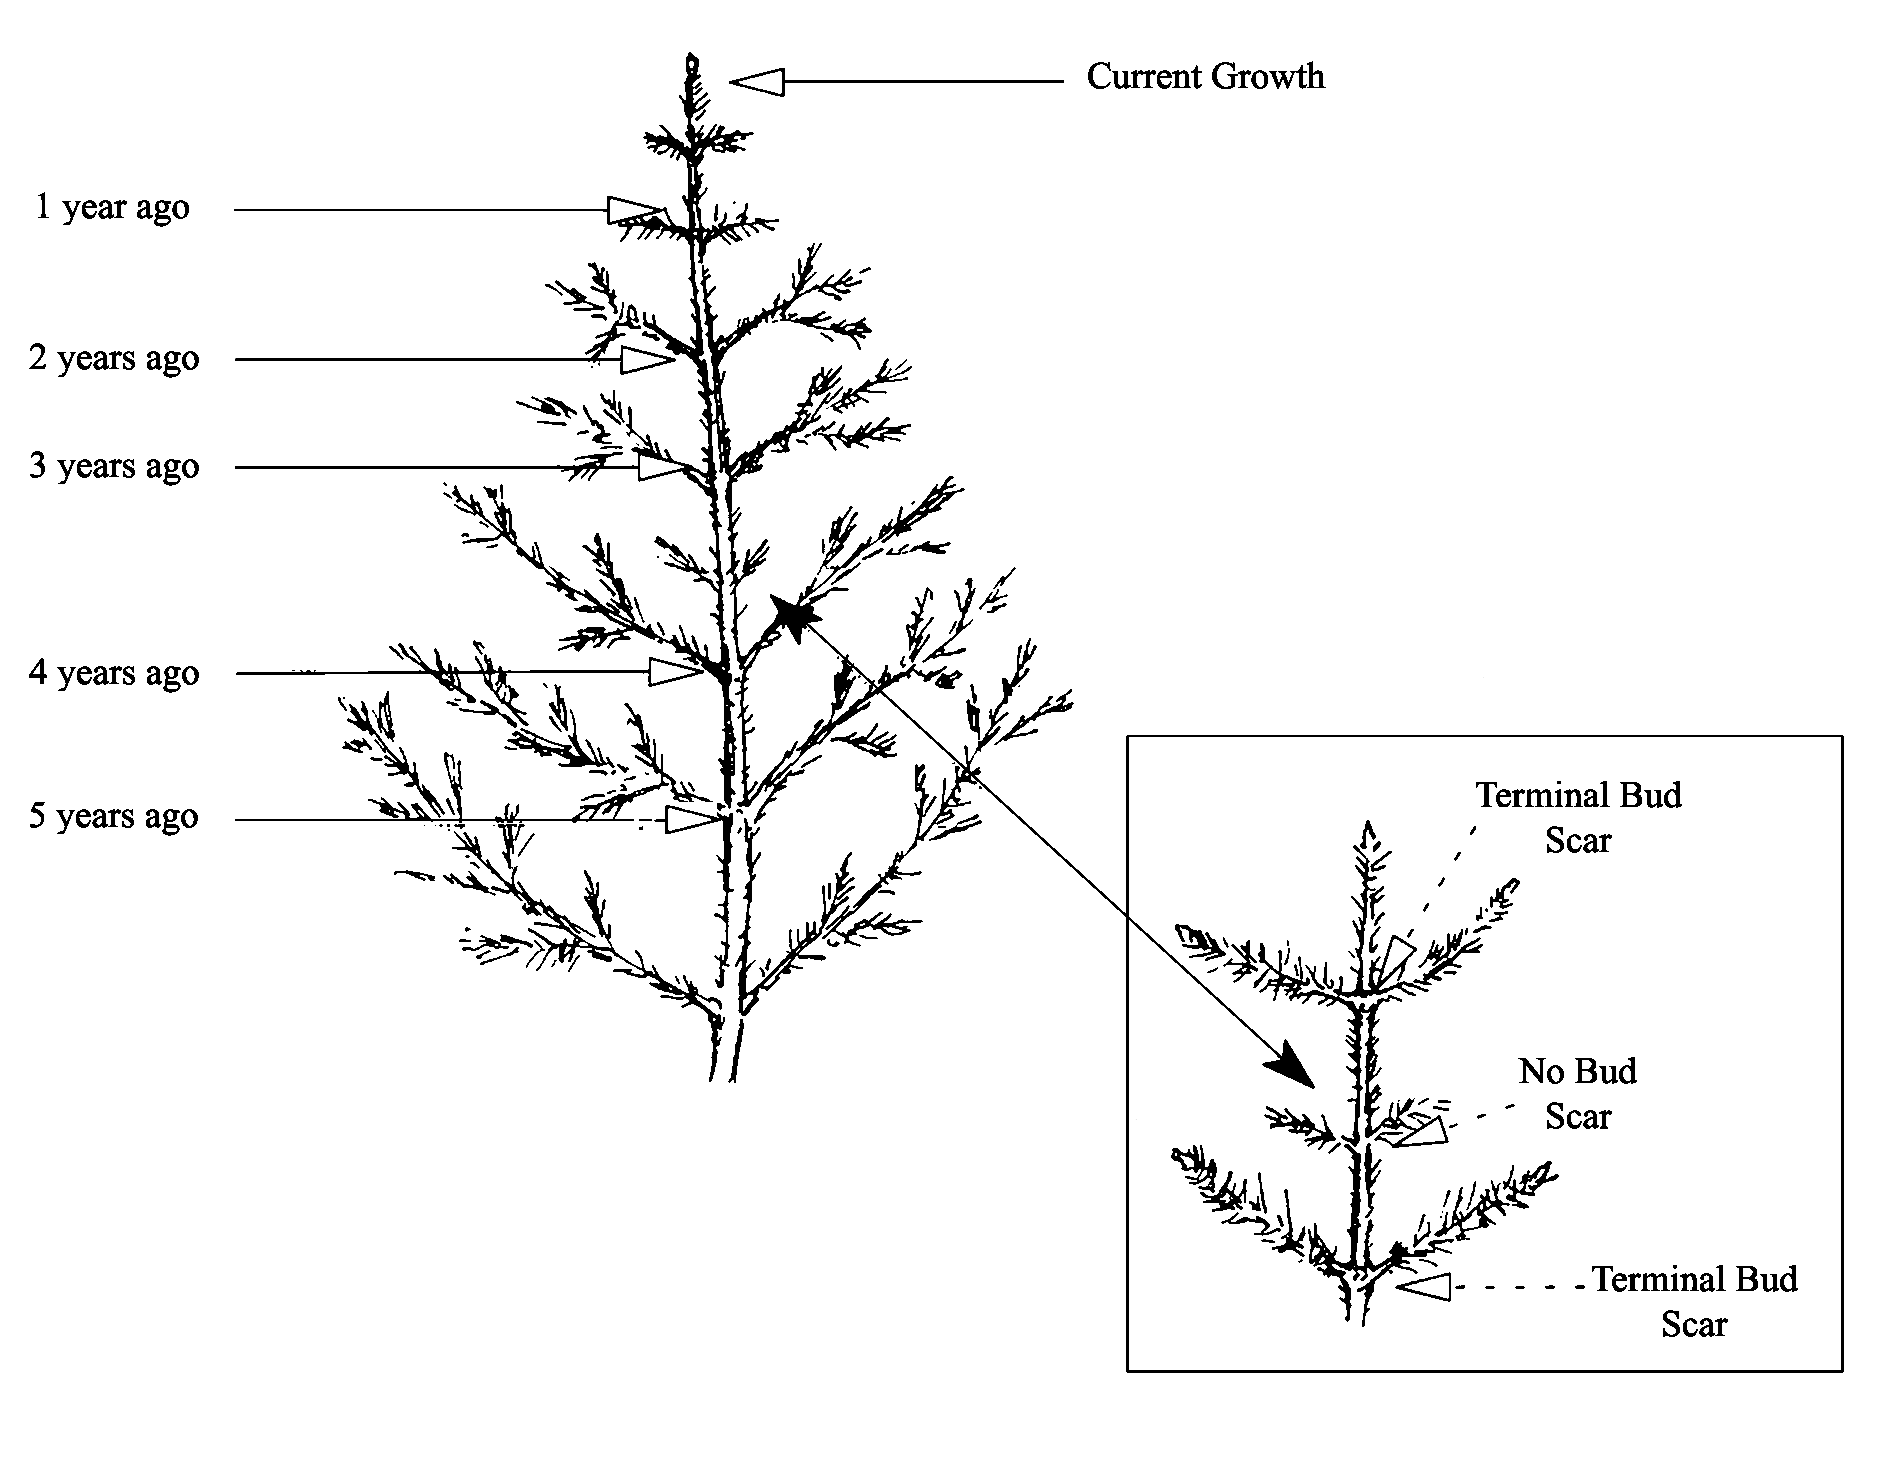 Current Growth
1 year ago
2 years ago
3 years ago
4 years ago
5 years ago
Terminal Bud
Scar
No Bud
Scar
Terminal Bud
Scar